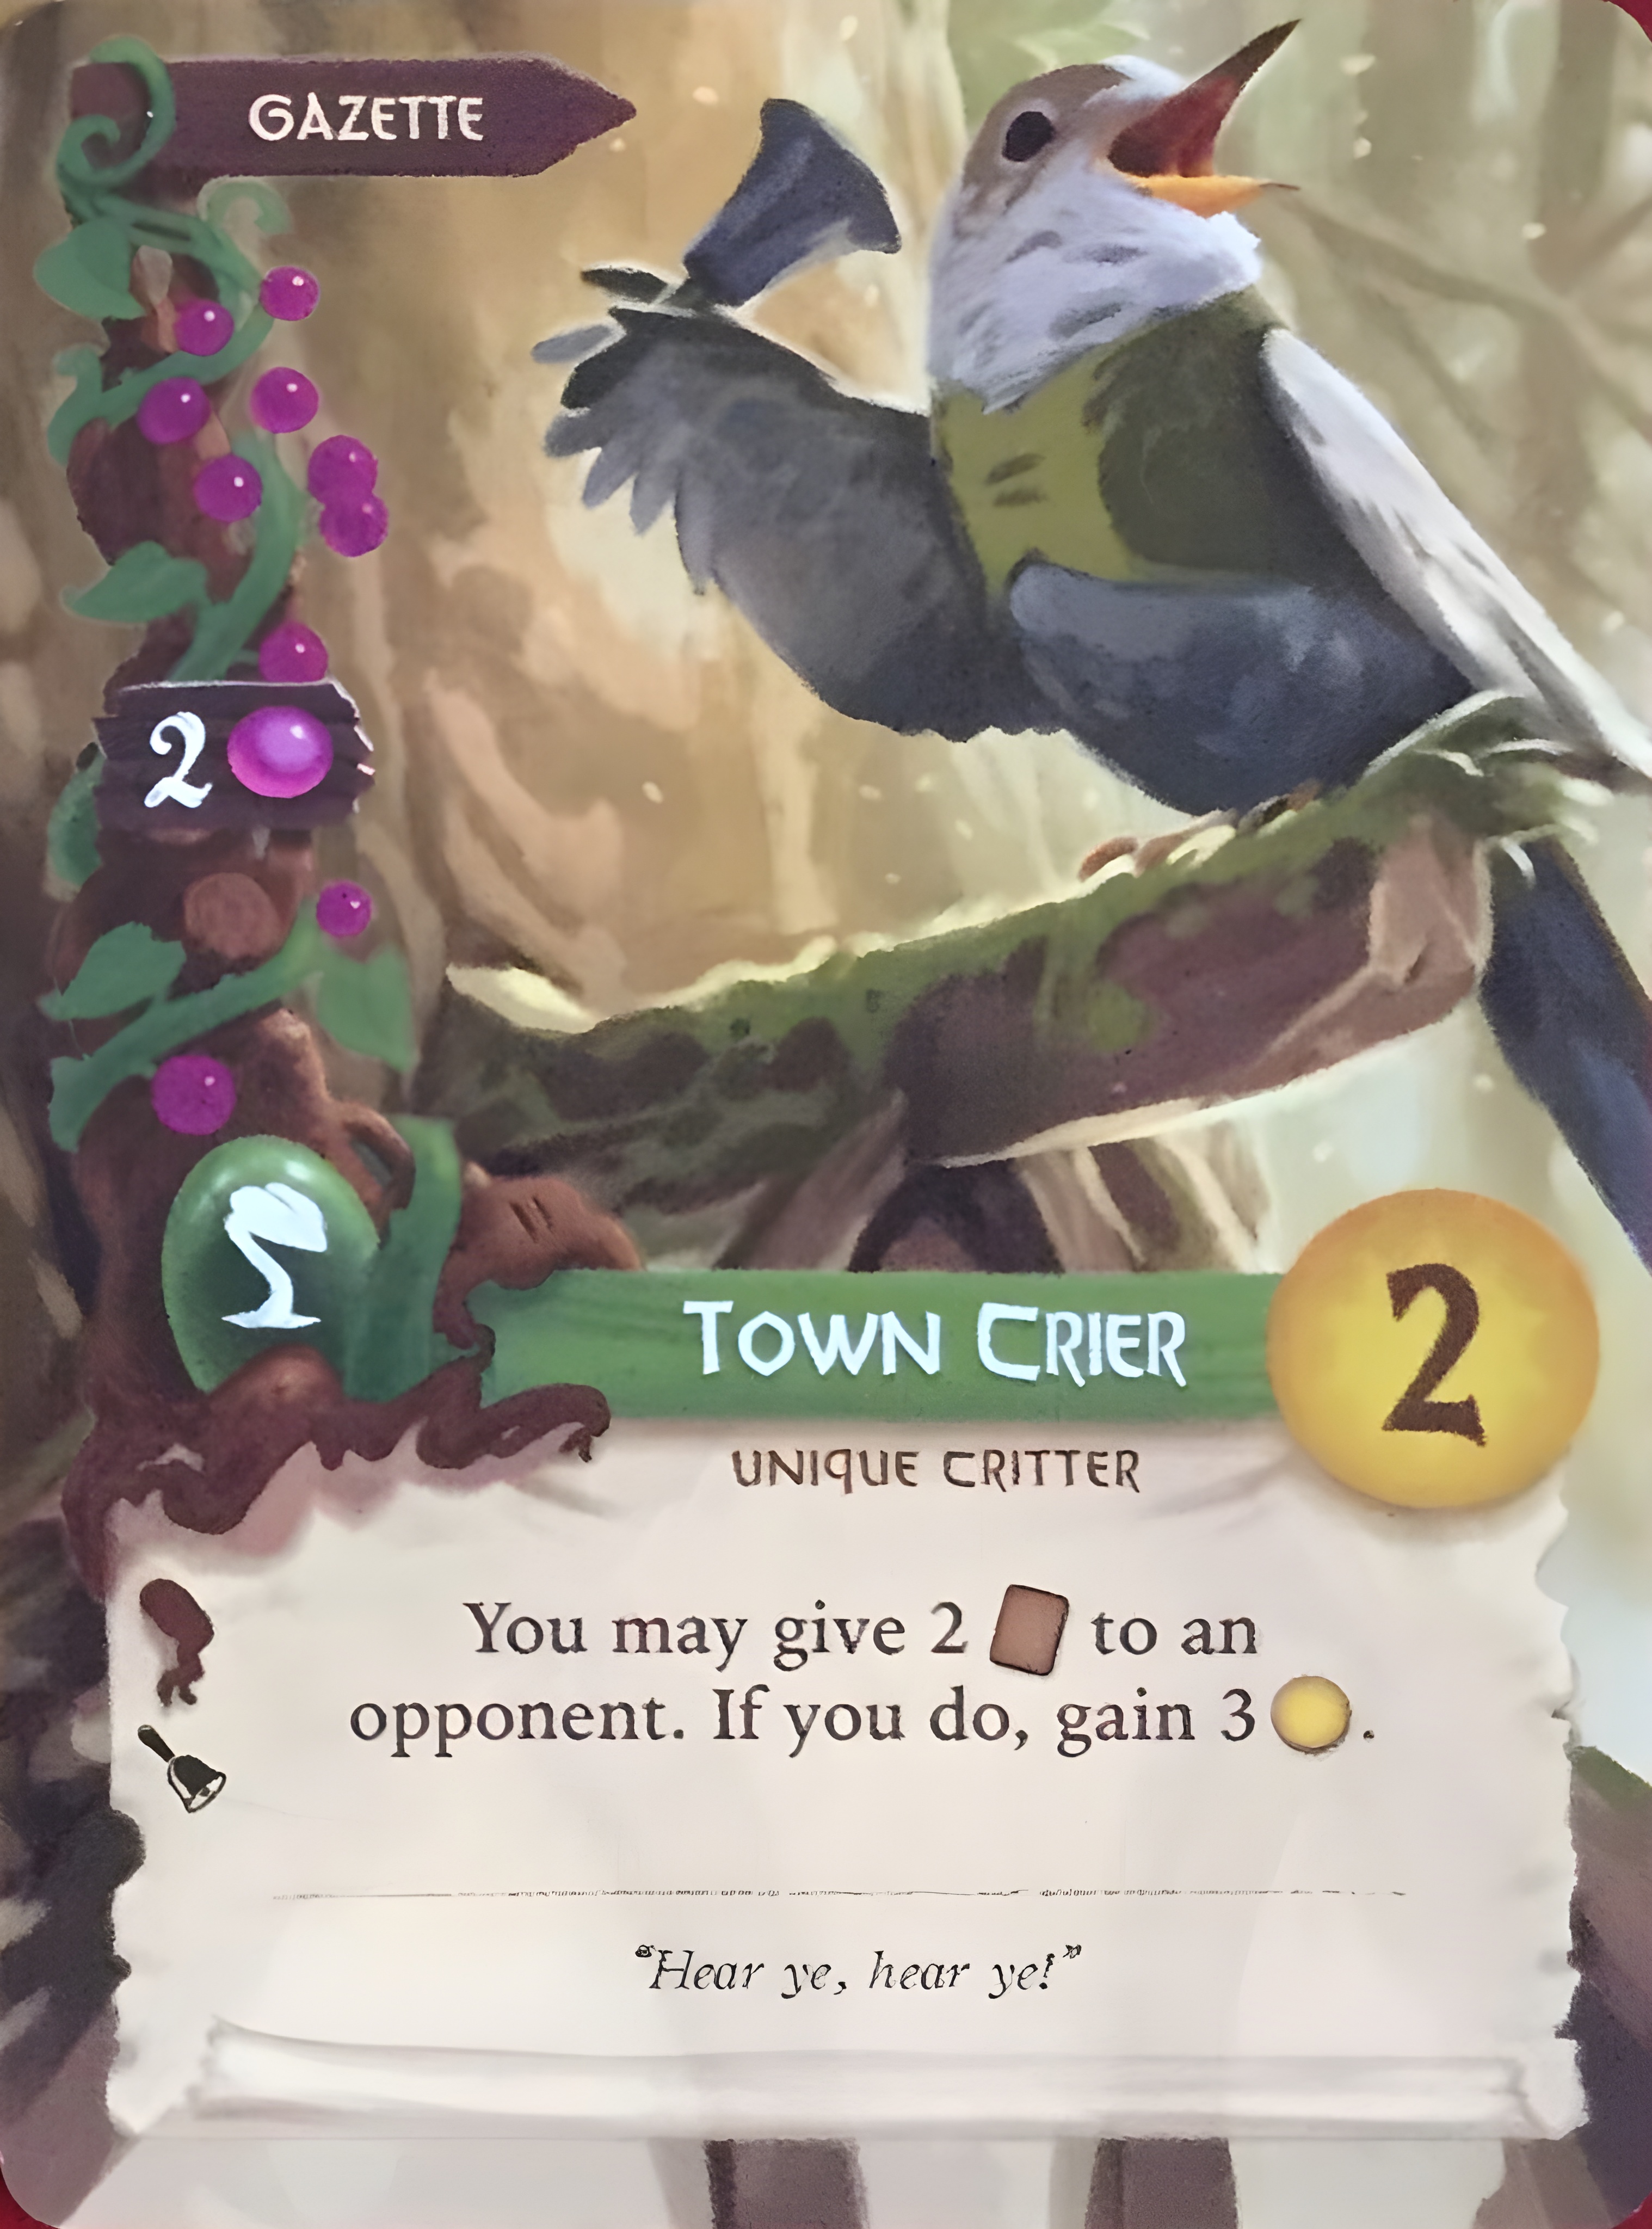 GAZETTE
2
TOWN CRIER
2
UNIQUE CRITTER
You may give 2 to an
opponent. If you do, gain 3 .
"Hear ye, hear ye!"